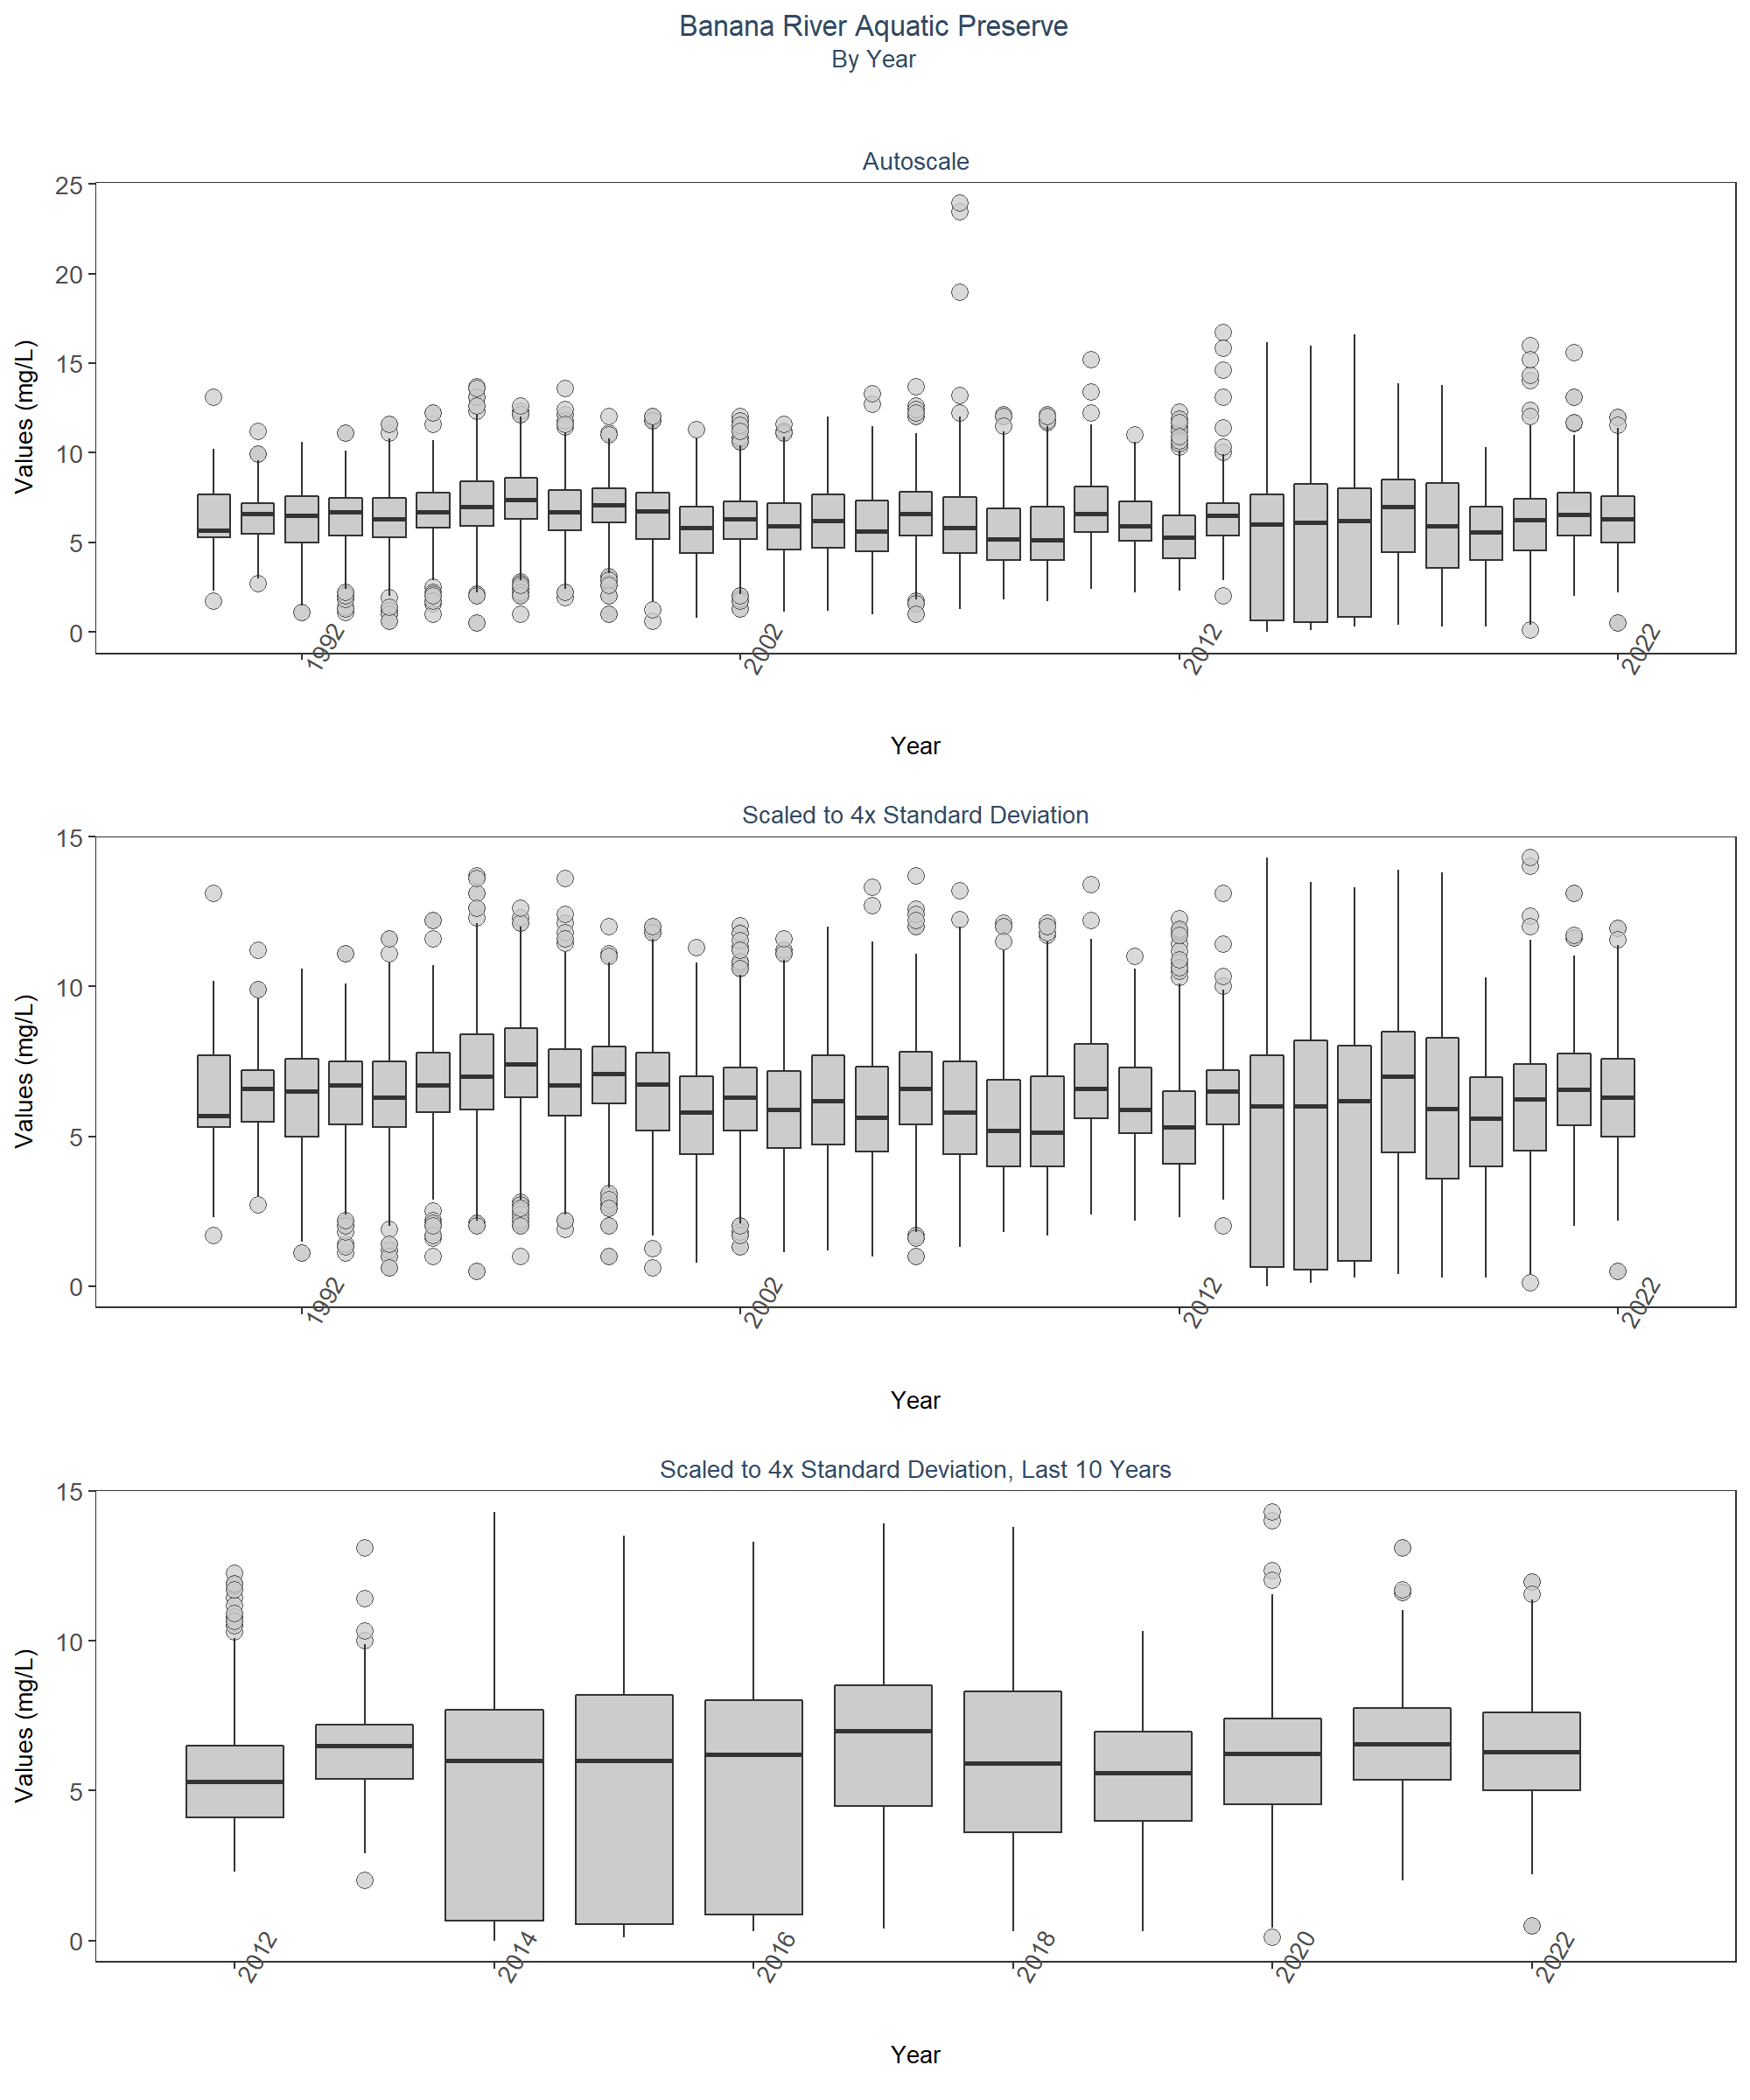 Banana River Aquatic Preserve
By Year
Autoscale
Values (mg/L)
25
20
15
10
5
0
1992
2002
2012
2022
Year
Scaled to 4x Standard Deviation
Values (mg/L)
15
10
5
0
1992
2002
2012
2022
Year
Scaled to 4x Standard Deviation, Last 10 Years
Values (mg/L)
15
10
5
0
2012
2014
2016
2018
2020
2022
Year